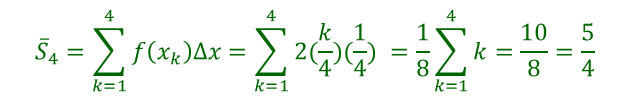 S̄₄ = ∑_{k=1}^{4} f(x_k)Δx = ∑_{k=1}^{4} 2(k/4)(1/4) = 1/8 ∑_{k=1}^{4} k = 10/8 = 5/4